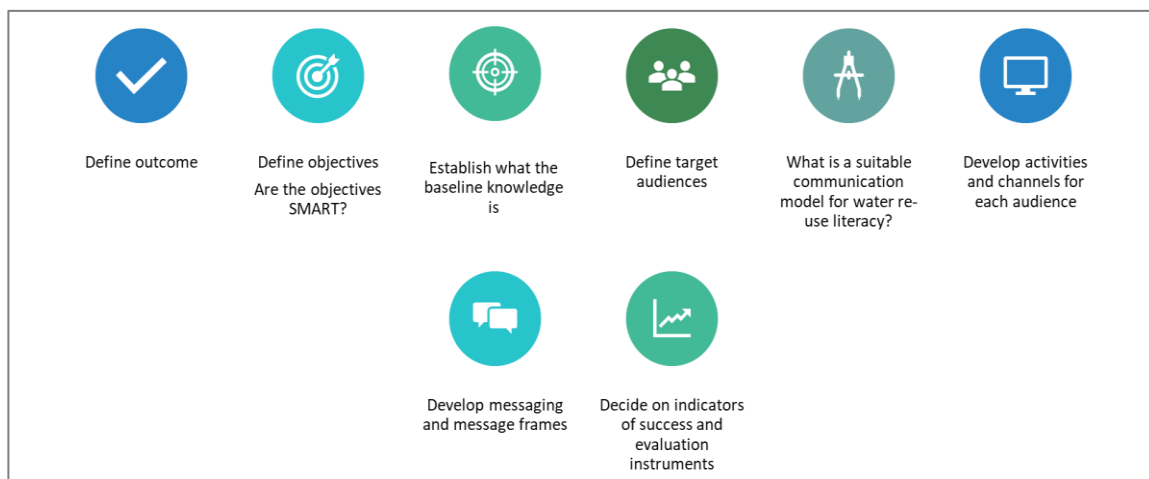 Define outcome
Define objectives
Are the objectives
SMART?
Establish what the
baseline knowledge
is
Define target
audiences
What is a suitable
communication
model for water re-
use literacy?
Develop activities
and channels for
each audience
Develop messaging
and message frames
Decide on indicators
of success and
evaluation
instruments